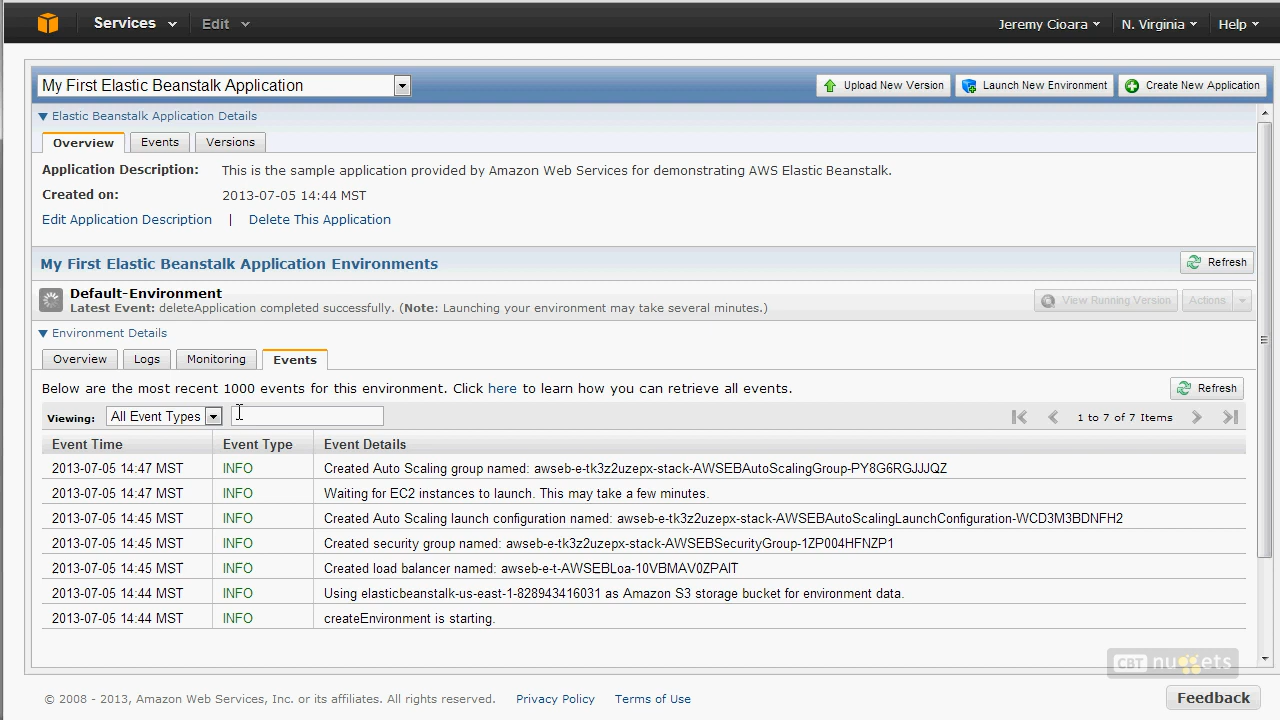 Services Edit Jeremy Cioara N. Virginia Help
My First Elastic Beanstalk Application Upload New Version Launch New Environment Create New Application
Elastic Beanstalk Application Details
Overview Events Versions
Application Description: This is the sample application provided by Amazon Web Services for demonstrating AWS Elastic Beanstalk.
Created on: 2013-07-05 14:44 MST
Edit Application Description | Delete This Application
My First Elastic Beanstalk Application Environments Refresh
Default-Environment
Latest Event: deleteApplication completed successfully. (Note: Launching your environment may take several minutes.) View Running Version Actions
Environment Details
Overview Logs Monitoring Events
Below are the most recent 1000 events for this environment. Click here to learn how you can retrieve all events. Refresh
Viewing: All Event Types 1 to 7 of 7 Items
Event Time Event Type Event Details
2013-07-05 14:47 MST INFO Created Auto Scaling group named: awseb-e-tk3z2uzepx-stack-AWSEBAutoScalingGroup-PY8G6RGJJJQZ
2013-07-05 14:47 MST INFO Waiting for EC2 instances to launch. This may take a few minutes.
2013-07-05 14:45 MST INFO Created Auto Scaling launch configuration named: awseb-e-tk3z2uzepx-stack-AWSEBAutoScalingLaunchConfiguration-WCD3M3BDNFH2
2013-07-05 14:45 MST INFO Created security group named: awseb-e-tk3z2uzepx-stack-AWSEBSecurityGroup-1ZP004HFNZP1
2013-07-05 14:45 MST INFO Created load balancer named: awseb-e-t-AWSEBLoa-10VBMAV0ZPAIT
2013-07-05 14:44 MST INFO Using elasticbeanstalk-us-east-1-828943416031 as Amazon S3 storage bucket for environment data.
2013-07-05 14:44 MST INFO createEnvironment is starting.
CBT nuggets
© 2008 - 2013, Amazon Web Services, Inc. or its affiliates. All rights reserved. Privacy Policy Terms of Use Feedback